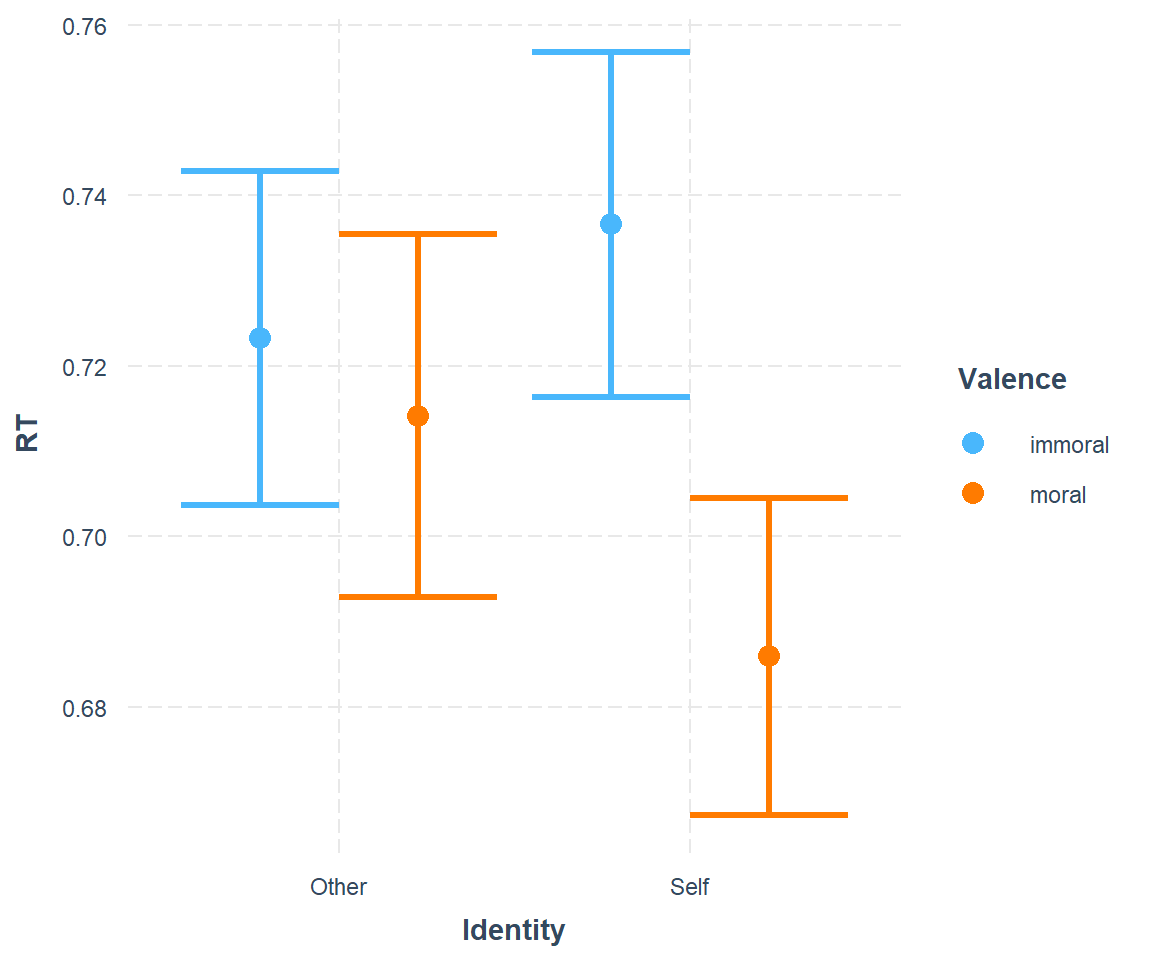 0.76
0.74
0.72
0.70
0.68
RT
Other
Self
Identity
Valence
immoral
moral